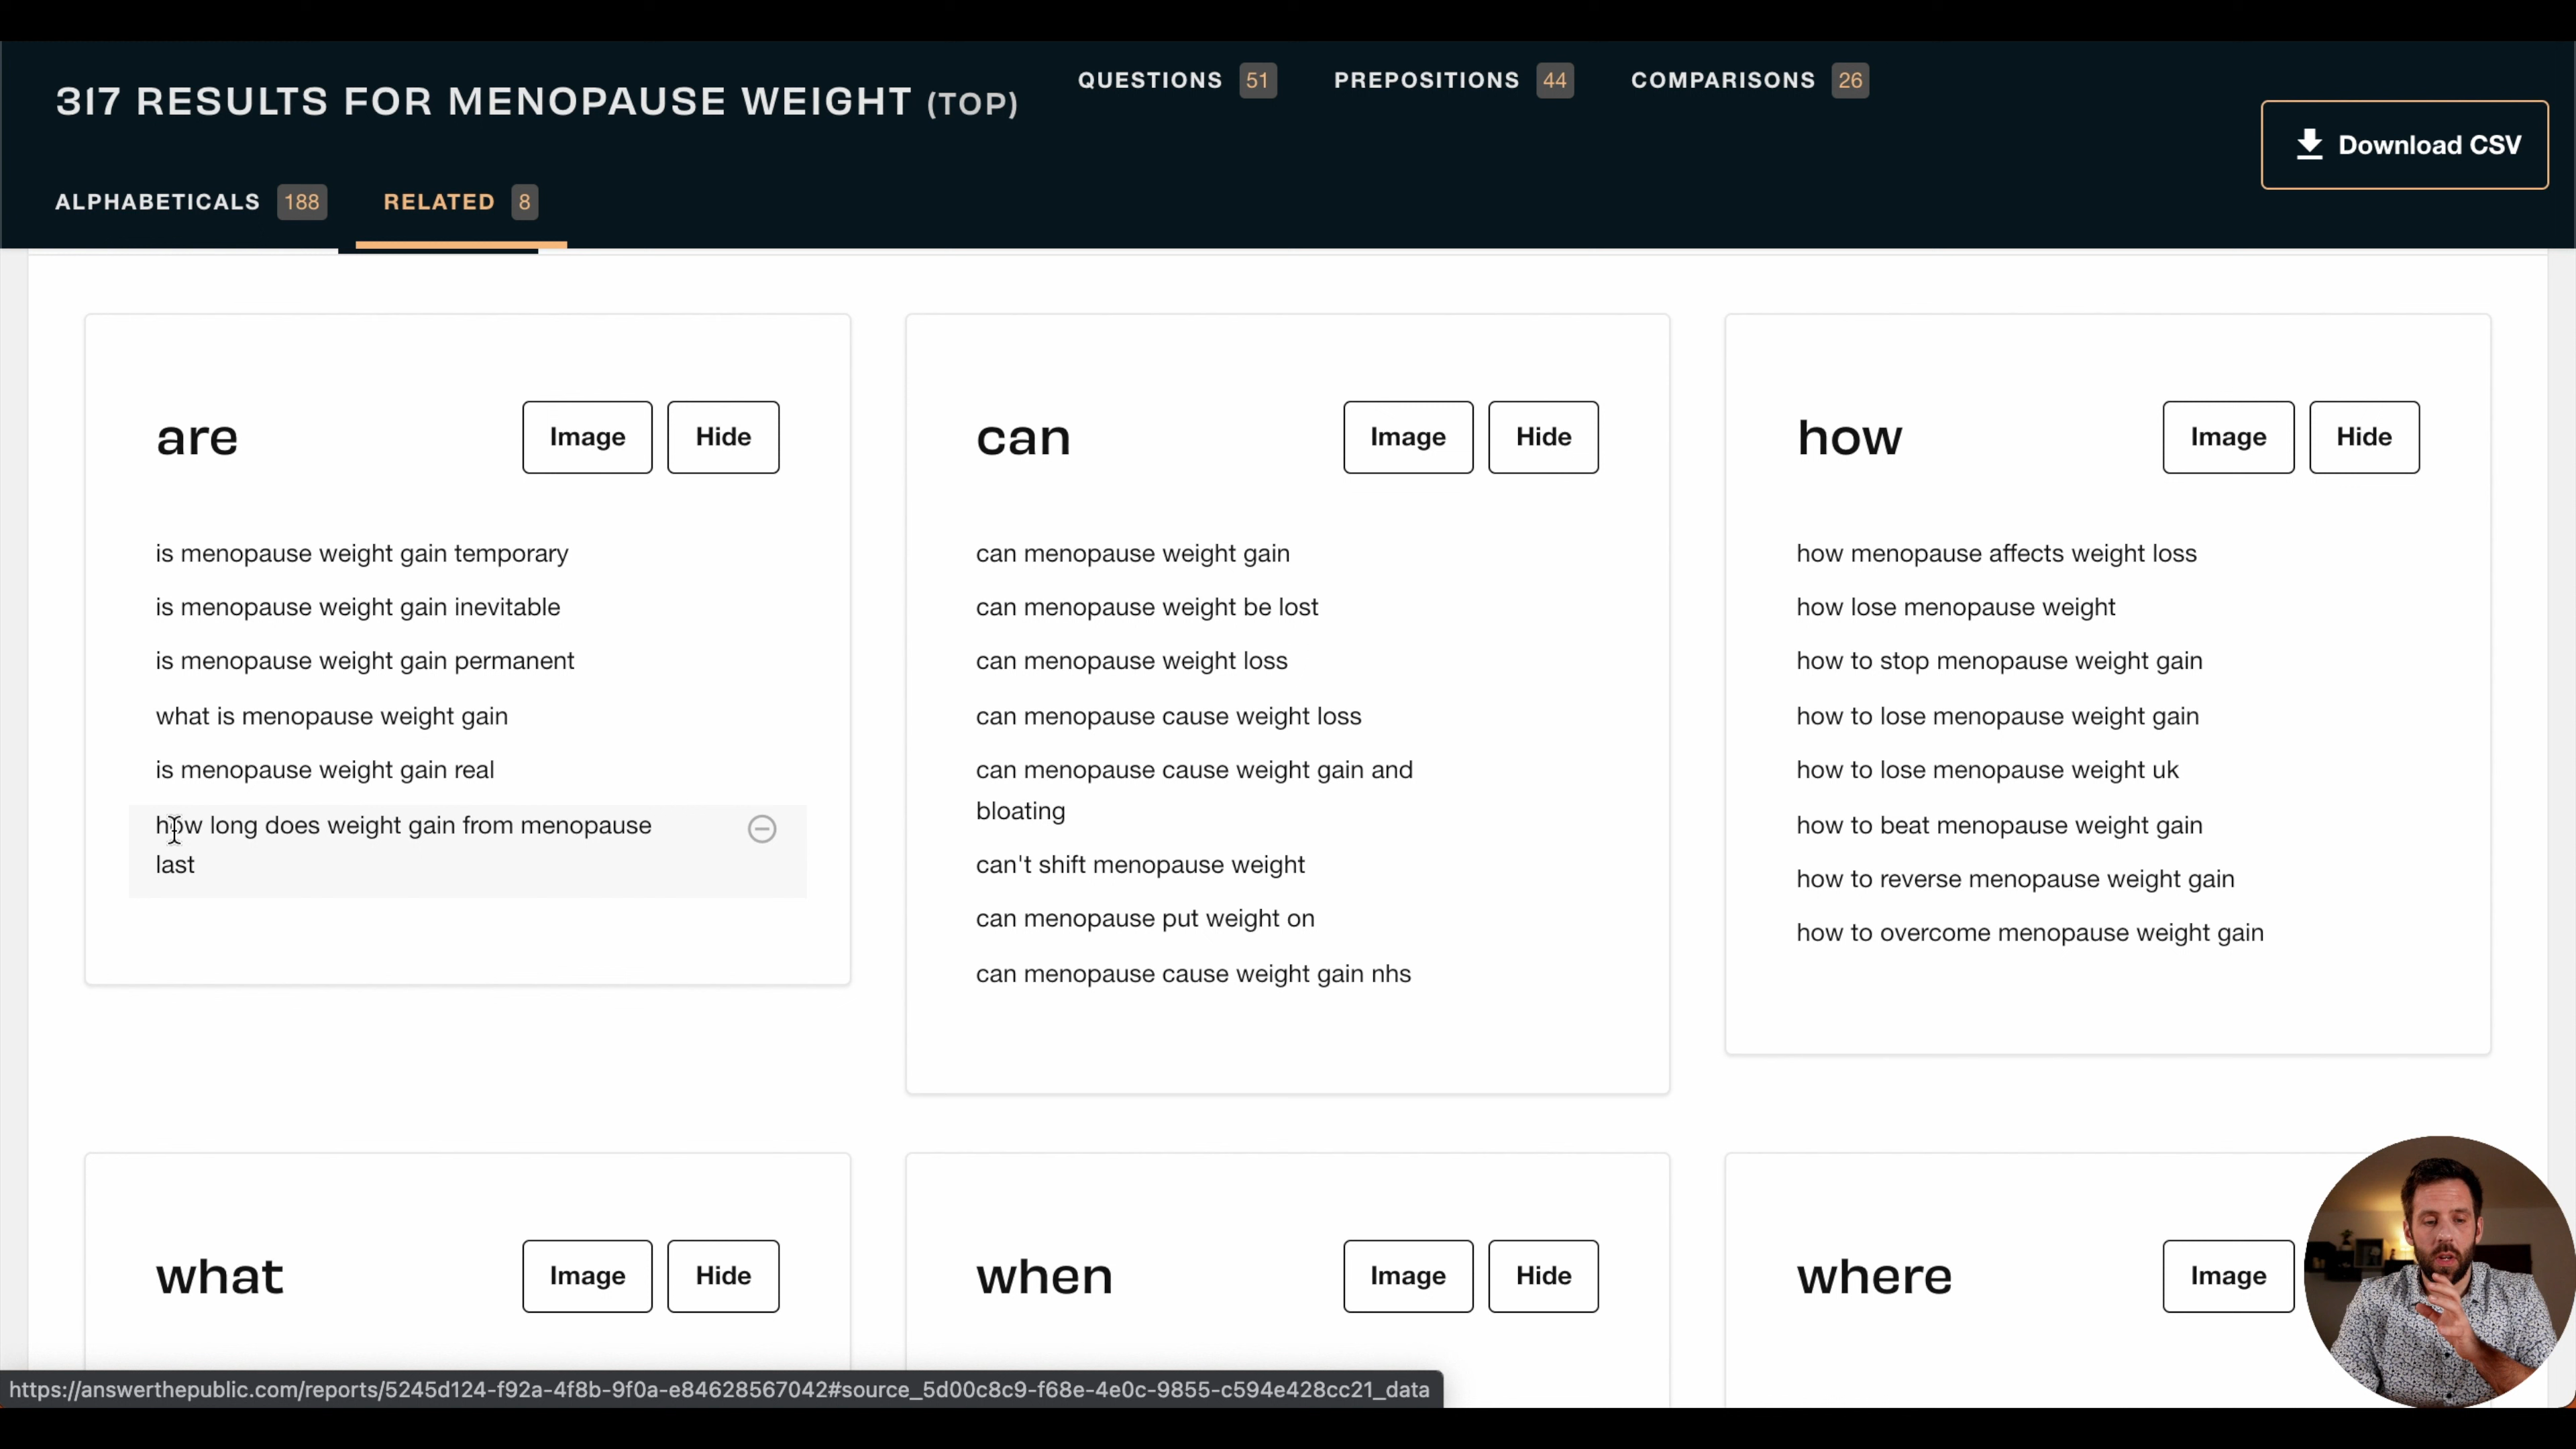 317 RESULTS FOR MENOPAUSE WEIGHT (TOP)
QUESTIONS 51
PREPOSITIONS 44
COMPARISONS 26
Download CSV
ALPHABETICALS 188
RELATED 8
are
Image
Hide
is menopause weight gain temporary
is menopause weight gain inevitable
is menopause weight gain permanent
what is menopause weight gain
is menopause weight gain real
how long does weight gain from menopause
last
can
Image
Hide
can menopause weight gain
can menopause weight be lost
can menopause weight loss
can menopause cause weight loss
can menopause cause weight gain and
bloating
can't shift menopause weight
can menopause put weight on
can menopause cause weight gain nhs
how
Image
Hide
how menopause affects weight loss
how lose menopause weight
how to stop menopause weight gain
how to lose menopause weight gain
how to lose menopause weight uk
how to beat menopause weight gain
how to reverse menopause weight gain
how to overcome menopause weight gain
what
Image
Hide
when
Image
Hide
where
Image
https://answerthepublic.com/reports/5245d124-f92a-4f8b-9f0a-e84628567042#source_5d00c8c9-f68e-4e0c-9855-c594e428cc21_data